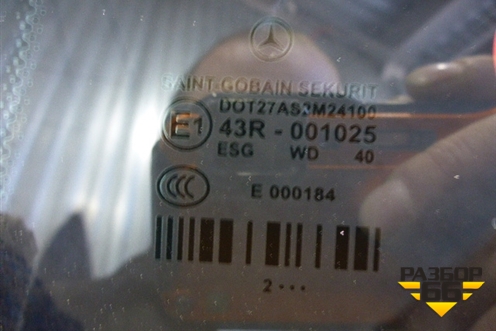 SAINT-GOBAIN SEKURIT
DOT27AS2M24100
E1 43R - 001025
ESG WD 40
CCC E 000184
2•••
РАЗБОР
66